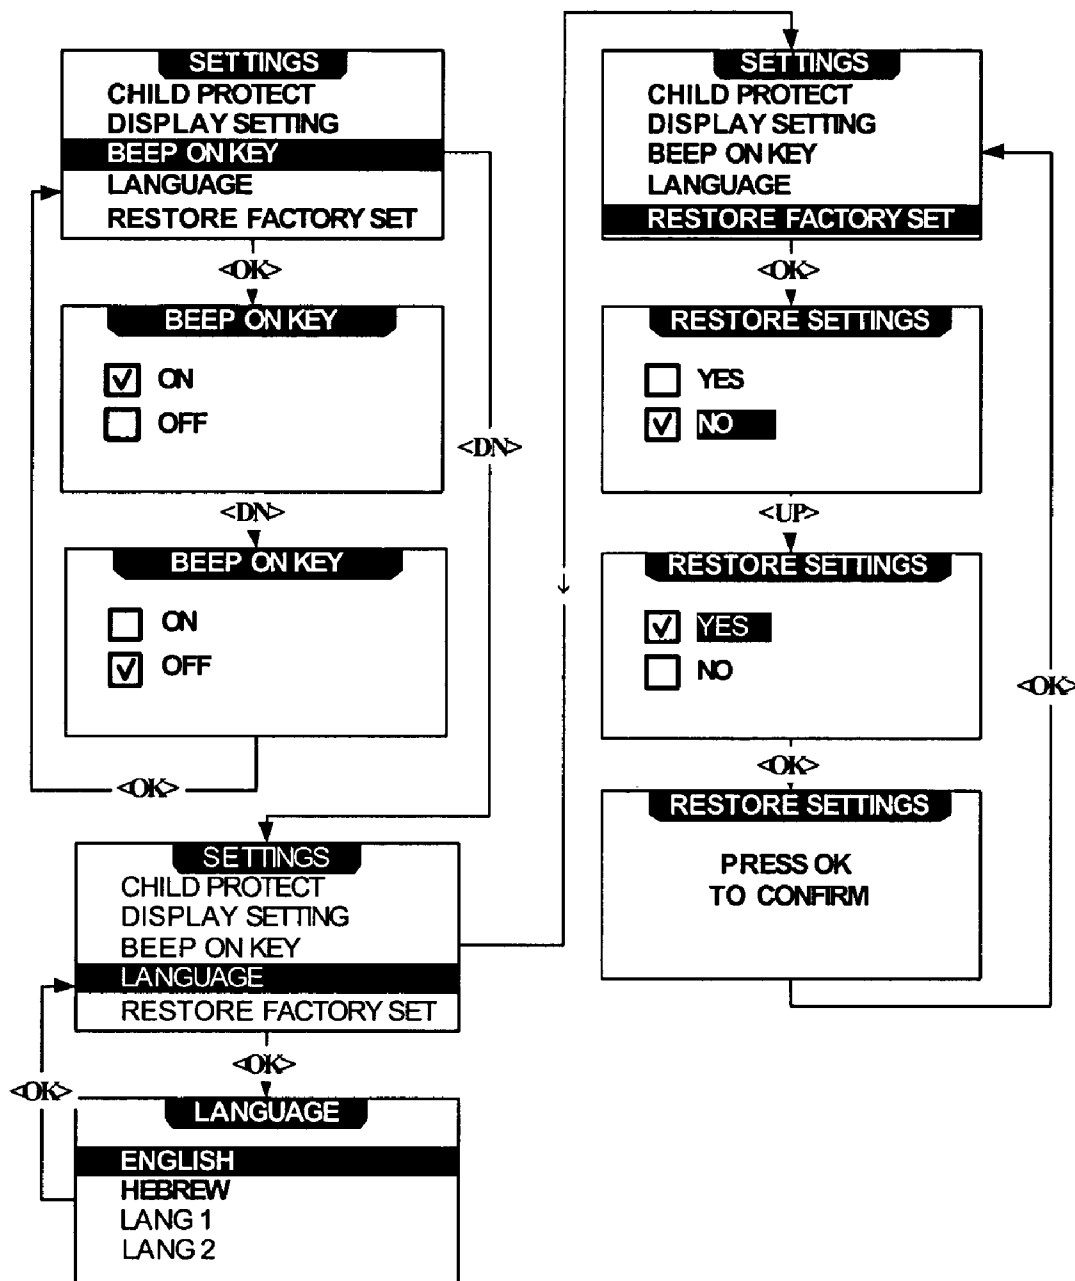 SETTINGS
CHILD PROTECT
DISPLAY SETTING
BEEP ON KEY
LANGUAGE
RESTORE FACTORY SET
<OK>
BEEP ON KEY
ON
OFF
<DN>
<DN>
BEEP ON KEY
ON
OFF
<OK>
SETTINGS
CHILD PROTECT
DISPLAY SETTING
BEEP ON KEY
LANGUAGE
RESTORE FACTORY SET
<OK>
<OK>
LANGUAGE
ENGLISH
HEBREW
LANG 1
LANG 2
SETTINGS
CHILD PROTECT
DISPLAY SETTING
BEEP ON KEY
LANGUAGE
RESTORE FACTORY SET
<OK>
RESTORE SETTINGS
YES
NO
<UP>
RESTORE SETTINGS
YES
NO
<OK>
<OK>
RESTORE SETTINGS
PRESS OK
TO CONFIRM